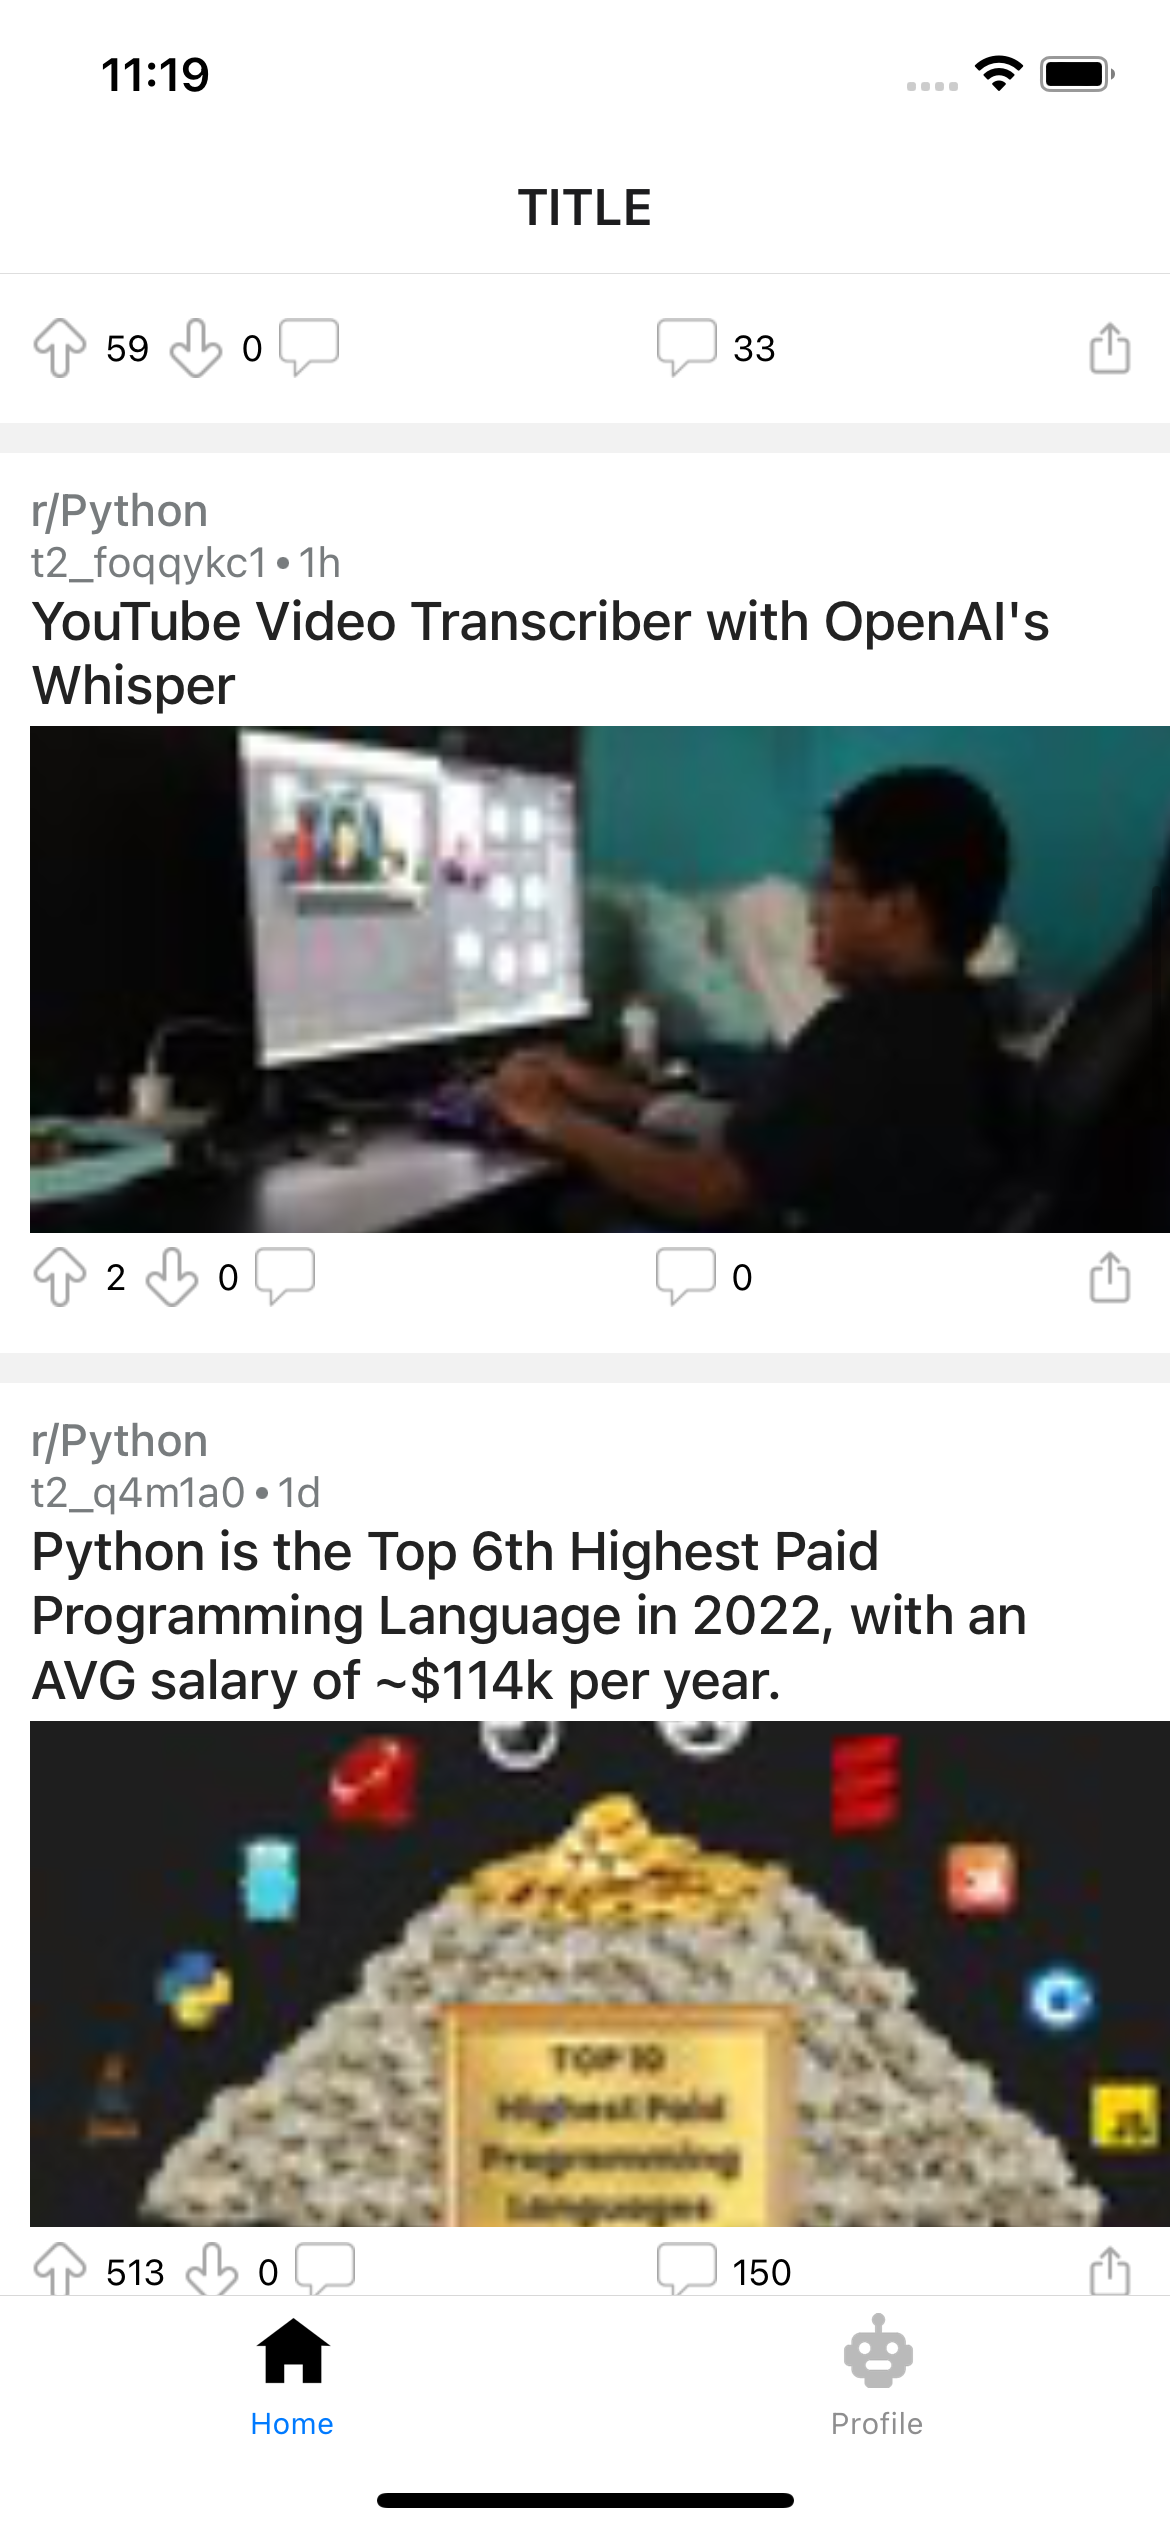 11:19
TITLE
59 0 33
r/Python
t2_foqqykc1 • 1h
YouTube Video Transcriber with OpenAI's
Whisper
2 0 0
r/Python
t2_q4m1a0 • 1d
Python is the Top 6th Highest Paid
Programming Language in 2022, with an
AVG salary of ~$114k per year.
TOP 10
Highest Paid
Programming
Languages
JS
513 0 150
Home Profile